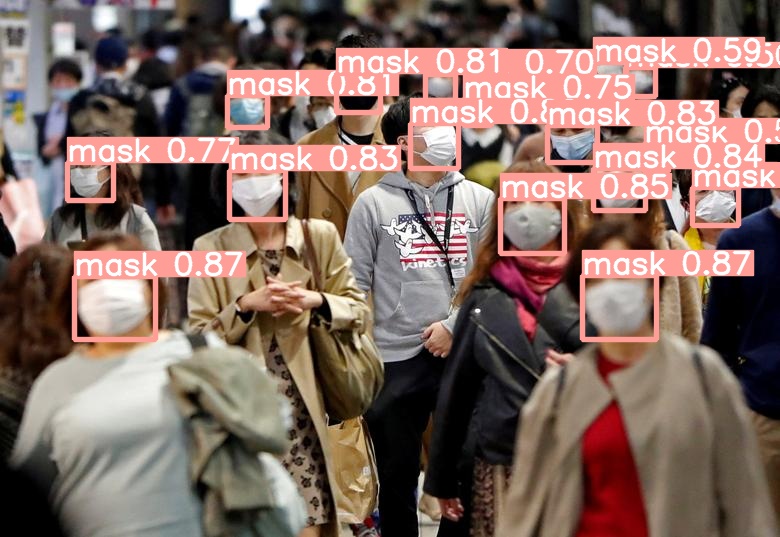 mask 0.59
mask 0.81
0.70
mask 0.81
mask 0.75
mask 0.83
mask 0.77
mask 0.83
mask 0.84
mask
mask 0.85
mask 0.87
mask 0.87
kinetics